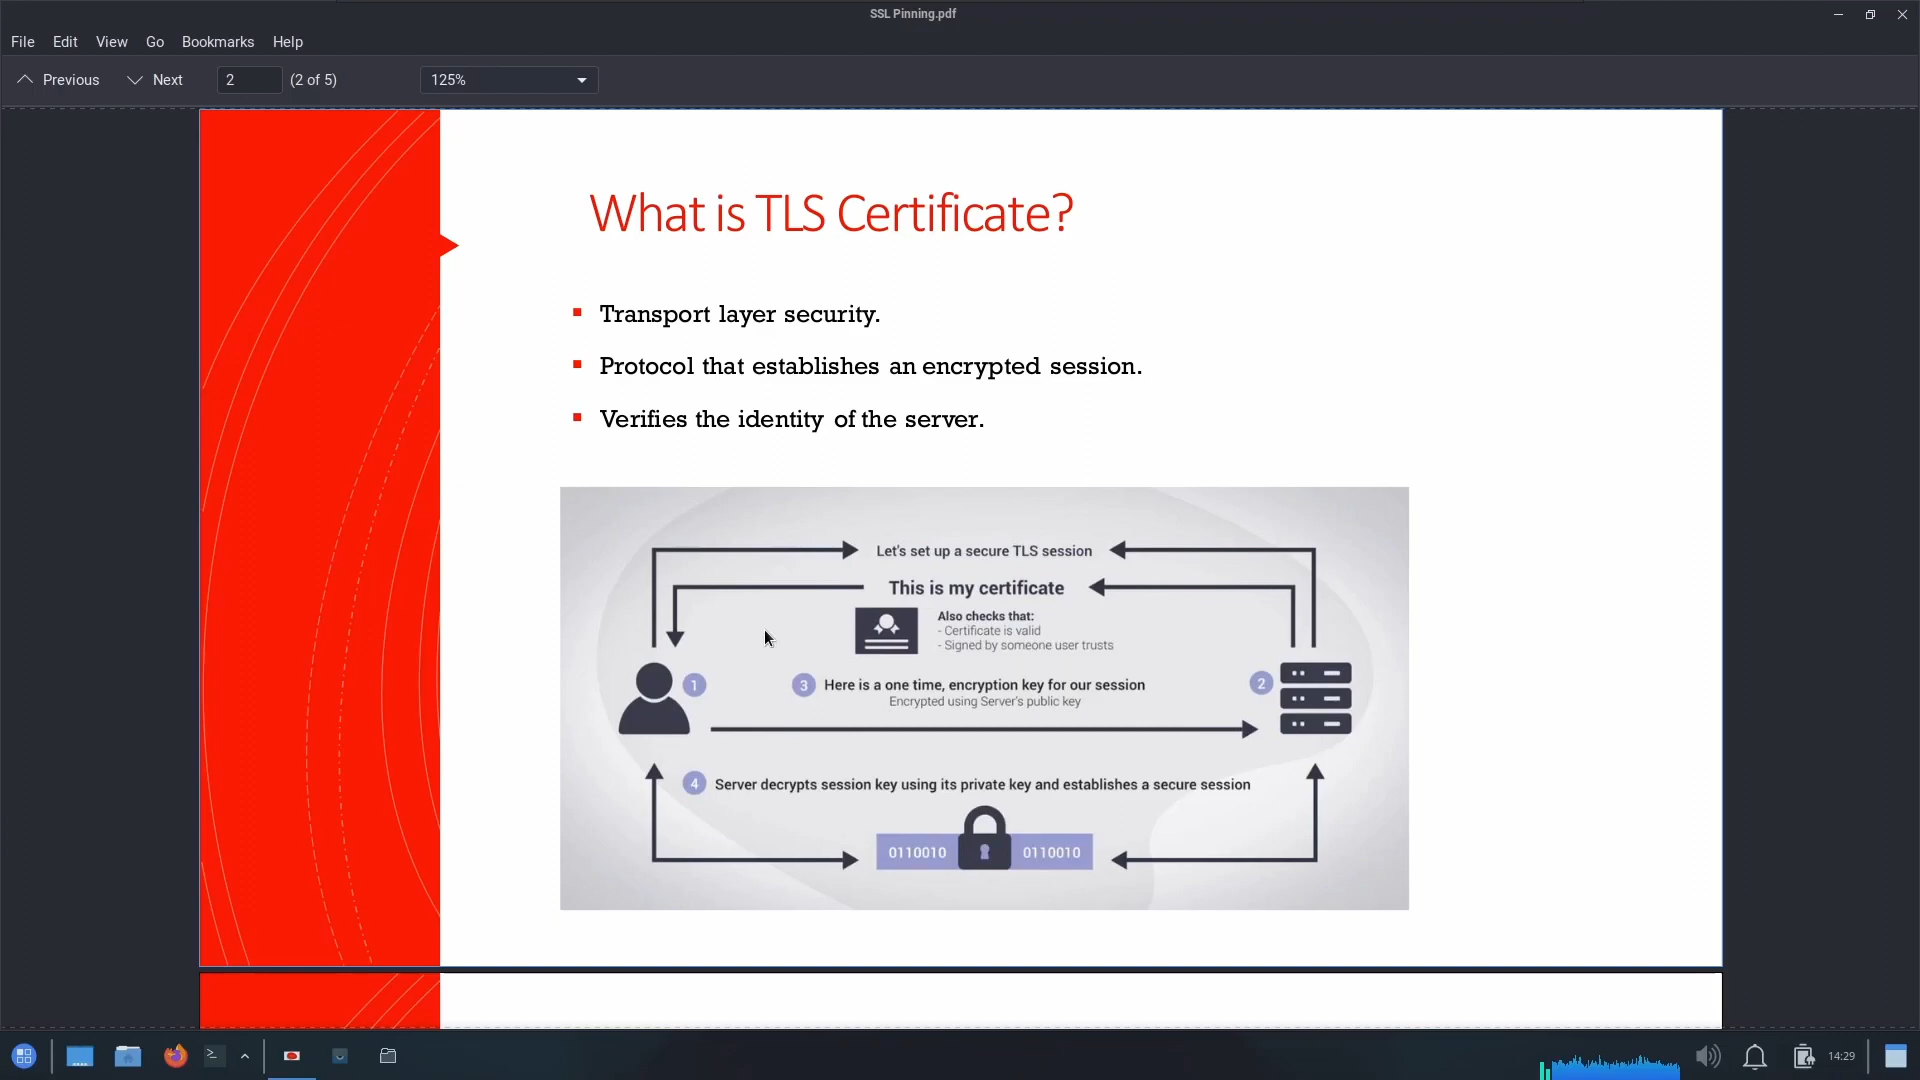 SSL Pinning.pdf
File Edit View Go Bookmarks Help
Previous Next 2 (2 of 5) 125%
What is TLS Certificate?
Transport layer security.
Protocol that establishes an encrypted session.
Verifies the identity of the server.
Let's set up a secure TLS session
This is my certificate
Also checks that:
- Certificate is valid
- Signed by someone user trusts
1
3 Here is a one time, encryption key for our session
Encrypted using Server's public key
2
4 Server decrypts session key using its private key and establishes a secure session
0110010 0110010
14:29